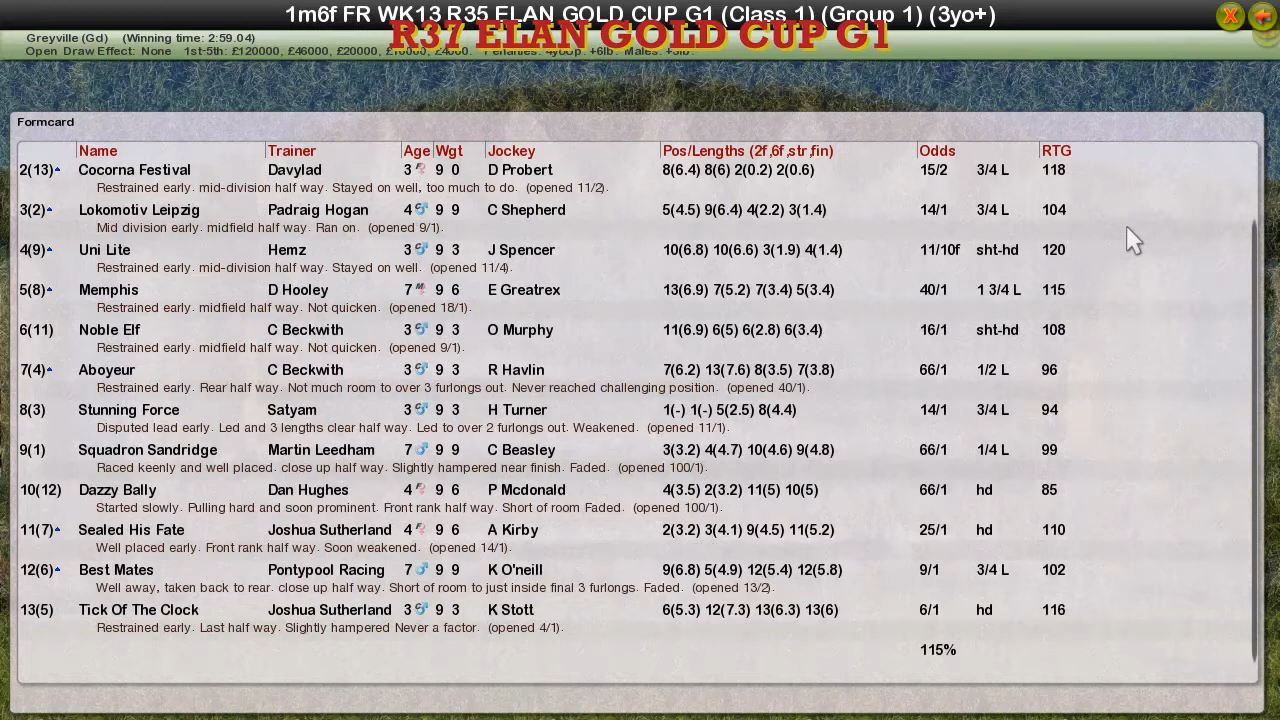 1m6f FR WK13 R35 ELAN GOLD CUP G1 (Class 1) (Group 1) (3yo+)
R37 ELAN GOLD CUP G1
Greyville (Gd) (Winning time: 2:59.04)
Open Draw Effect: None 1st-5th: £120000, £46000, £20000, £10000, £4000. Penalties: 4yoUp: +6lb. Males: +3lb.
Formcard
Name Trainer Age Wgt Jockey Pos/Lengths (2f,6f,str,fin) Odds RTG
2(13) Cocorna Festival Davylad 3 9 0 D Probert 8(6.4) 8(6) 2(0.2) 2(0.6) 15/2 3/4 L 118
Restrained early. mid-division half way. Stayed on well, too much to do. (opened 11/2).
3(2) Lokomotiv Leipzig Padraig Hogan 4 9 9 C Shepherd 5(4.5) 9(6.4) 4(2.2) 3(1.4) 14/1 3/4 L 104
Mid division early. midfield half way. Ran on. (opened 9/1).
4(9) Uni Lite Hemz 3 9 3 J Spencer 10(6.8) 10(6.6) 3(1.9) 4(1.4) 11/10f sht-hd 120
Restrained early. mid-division half way. Stayed on well. (opened 11/4).
5(8) Memphis D Hooley 7 9 6 E Greatrex 13(6.9) 7(5.2) 7(3.4) 5(3.4) 40/1 1 3/4 L 115
Restrained early. midfield half way. Not quicken. (opened 18/1).
6(11) Noble Elf C Beckwith 3 9 3 O Murphy 11(6.9) 6(5) 6(2.8) 6(3.4) 16/1 sht-hd 108
Restrained early. midfield half way. Not quicken. (opened 9/1).
7(4) Aboyeur C Beckwith 3 9 3 R Havlin 7(6.2) 13(7.6) 8(3.5) 7(3.8) 66/1 1/2 L 96
Restrained early. Rear half way. Not much room to over 3 furlongs out. Never reached challenging position. (opened 40/1).
8(3) Stunning Force Satyam 3 9 3 H Turner 1(-) 1(-) 5(2.5) 8(4.4) 14/1 3/4 L 94
Disputed lead early. Led and 3 lengths clear half way. Led to over 2 furlongs out. Weakened. (opened 11/1).
9(1) Squadron Sandridge Martin Leedham 7 9 9 C Beasley 3(3.2) 4(4.7) 10(4.6) 9(4.8) 66/1 1/4 L 99
Raced keenly and well placed. close up half way. Slightly hampered near finish. Faded. (opened 100/1).
10(12) Dazzy Bally Dan Hughes 4 9 6 P Mcdonald 4(3.5) 2(3.2) 11(5) 10(5) 66/1 hd 85
Started slowly. Pulling hard and soon prominent. Front rank half way. Short of room Faded. (opened 100/1).
11(7) Sealed His Fate Joshua Sutherland 4 9 6 A Kirby 2(3.2) 3(4.1) 9(4.5) 11(5.2) 25/1 hd 110
Well placed early. Front rank half way. Soon weakened. (opened 14/1).
12(6) Best Mates Pontypool Racing 7 9 9 K O'neill 9(6.8) 5(4.9) 12(5.4) 12(5.8) 9/1 3/4 L 102
Well away, taken back to rear. close up half way. Short of room to just inside final 3 furlongs. Faded. (opened 13/2).
13(5) Tick Of The Clock Joshua Sutherland 3 9 3 K Stott 6(5.3) 12(7.3) 13(6.3) 13(6) 6/1 hd 116
Restrained early. Last half way. Slightly hampered Never a factor. (opened 4/1).
115%